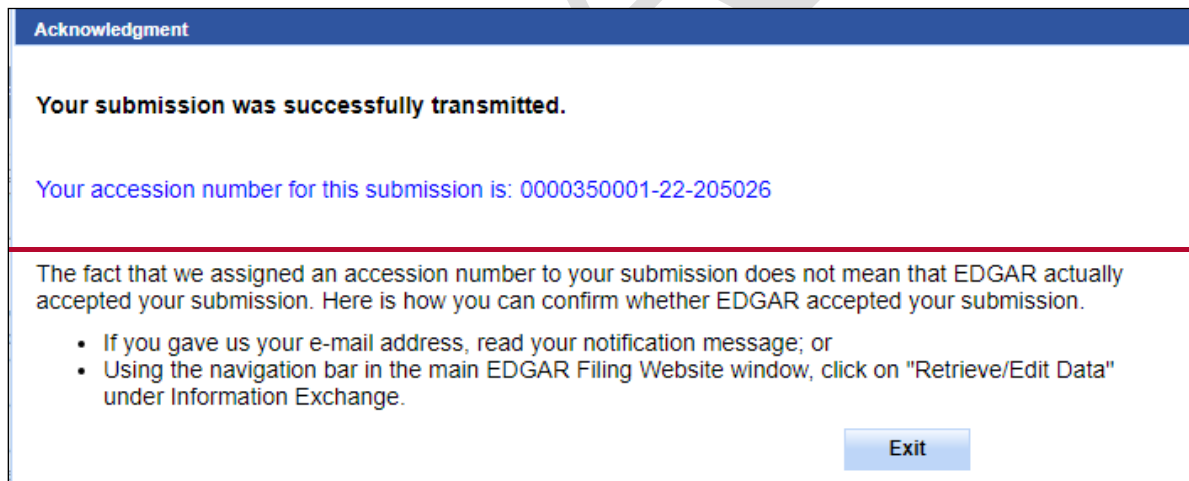 Acknowledgment
Your submission was successfully transmitted.
Your accession number for this submission is: 0000350001-22-205026
The fact that we assigned an accession number to your submission does not mean that EDGAR actually
accepted your submission. Here is how you can confirm whether EDGAR accepted your submission.
• If you gave us your e-mail address, read your notification message; or
• Using the navigation bar in the main EDGAR Filing Website window, click on "Retrieve/Edit Data"
under Information Exchange.
Exit